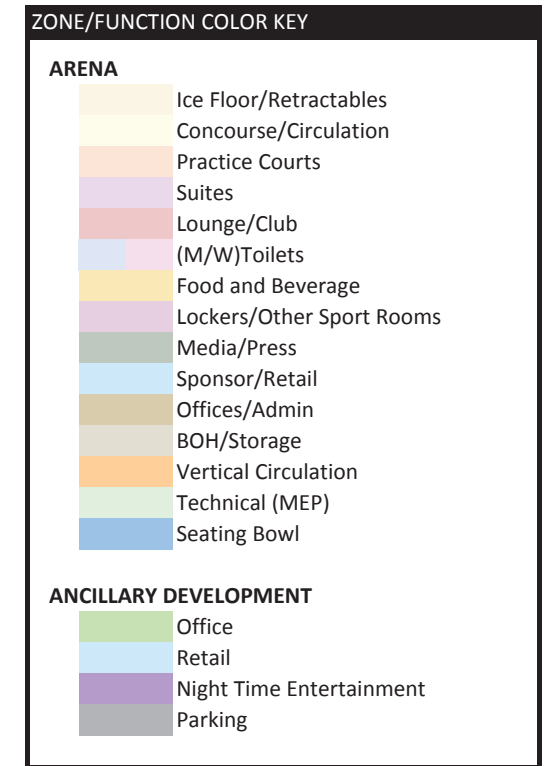 ZONE/FUNCTION COLOR KEY
ARENA
Ice Floor/Retractables
Concourse/Circulation
Practice Courts
Suites
Lounge/Club
(M/W)Toilets
Food and Beverage
Lockers/Other Sport Rooms
Media/Press
Sponsor/Retail
Offices/Admin
BOH/Storage
Vertical Circulation
Technical (MEP)
Seating Bowl
ANCILLARY DEVELOPMENT
Office
Retail
Night Time Entertainment
Parking